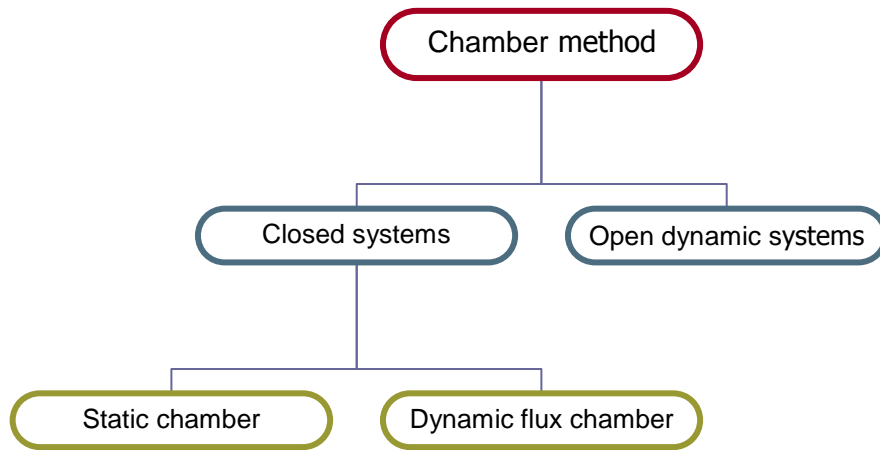 Chamber method
Closed systems
Open dynamic systems
Static chamber
Dynamic flux chamber